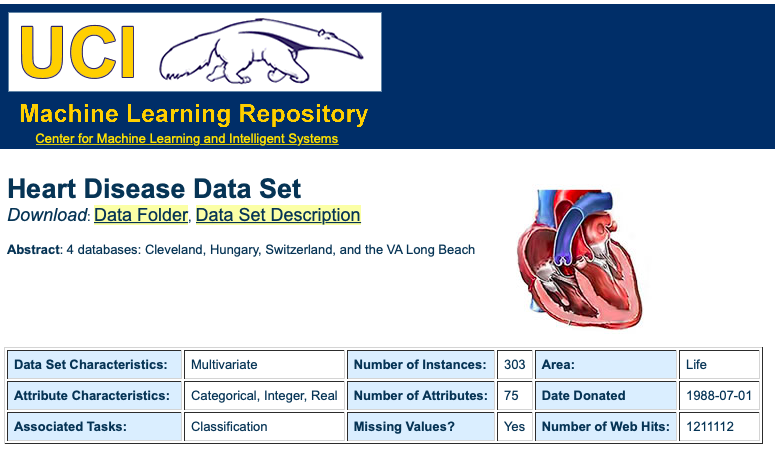 UCI
Machine Learning Repository
Center for Machine Learning and Intelligent Systems
Heart Disease Data Set
Download: Data Folder, Data Set Description
Abstract: 4 databases: Cleveland, Hungary, Switzerland, and the VA Long Beach
Data Set Characteristics: Multivariate Number of Instances: 303 Area: Life
Attribute Characteristics: Categorical, Integer, Real Number of Attributes: 75 Date Donated 1988-07-01
Associated Tasks: Classification Missing Values? Yes Number of Web Hits: 1211112